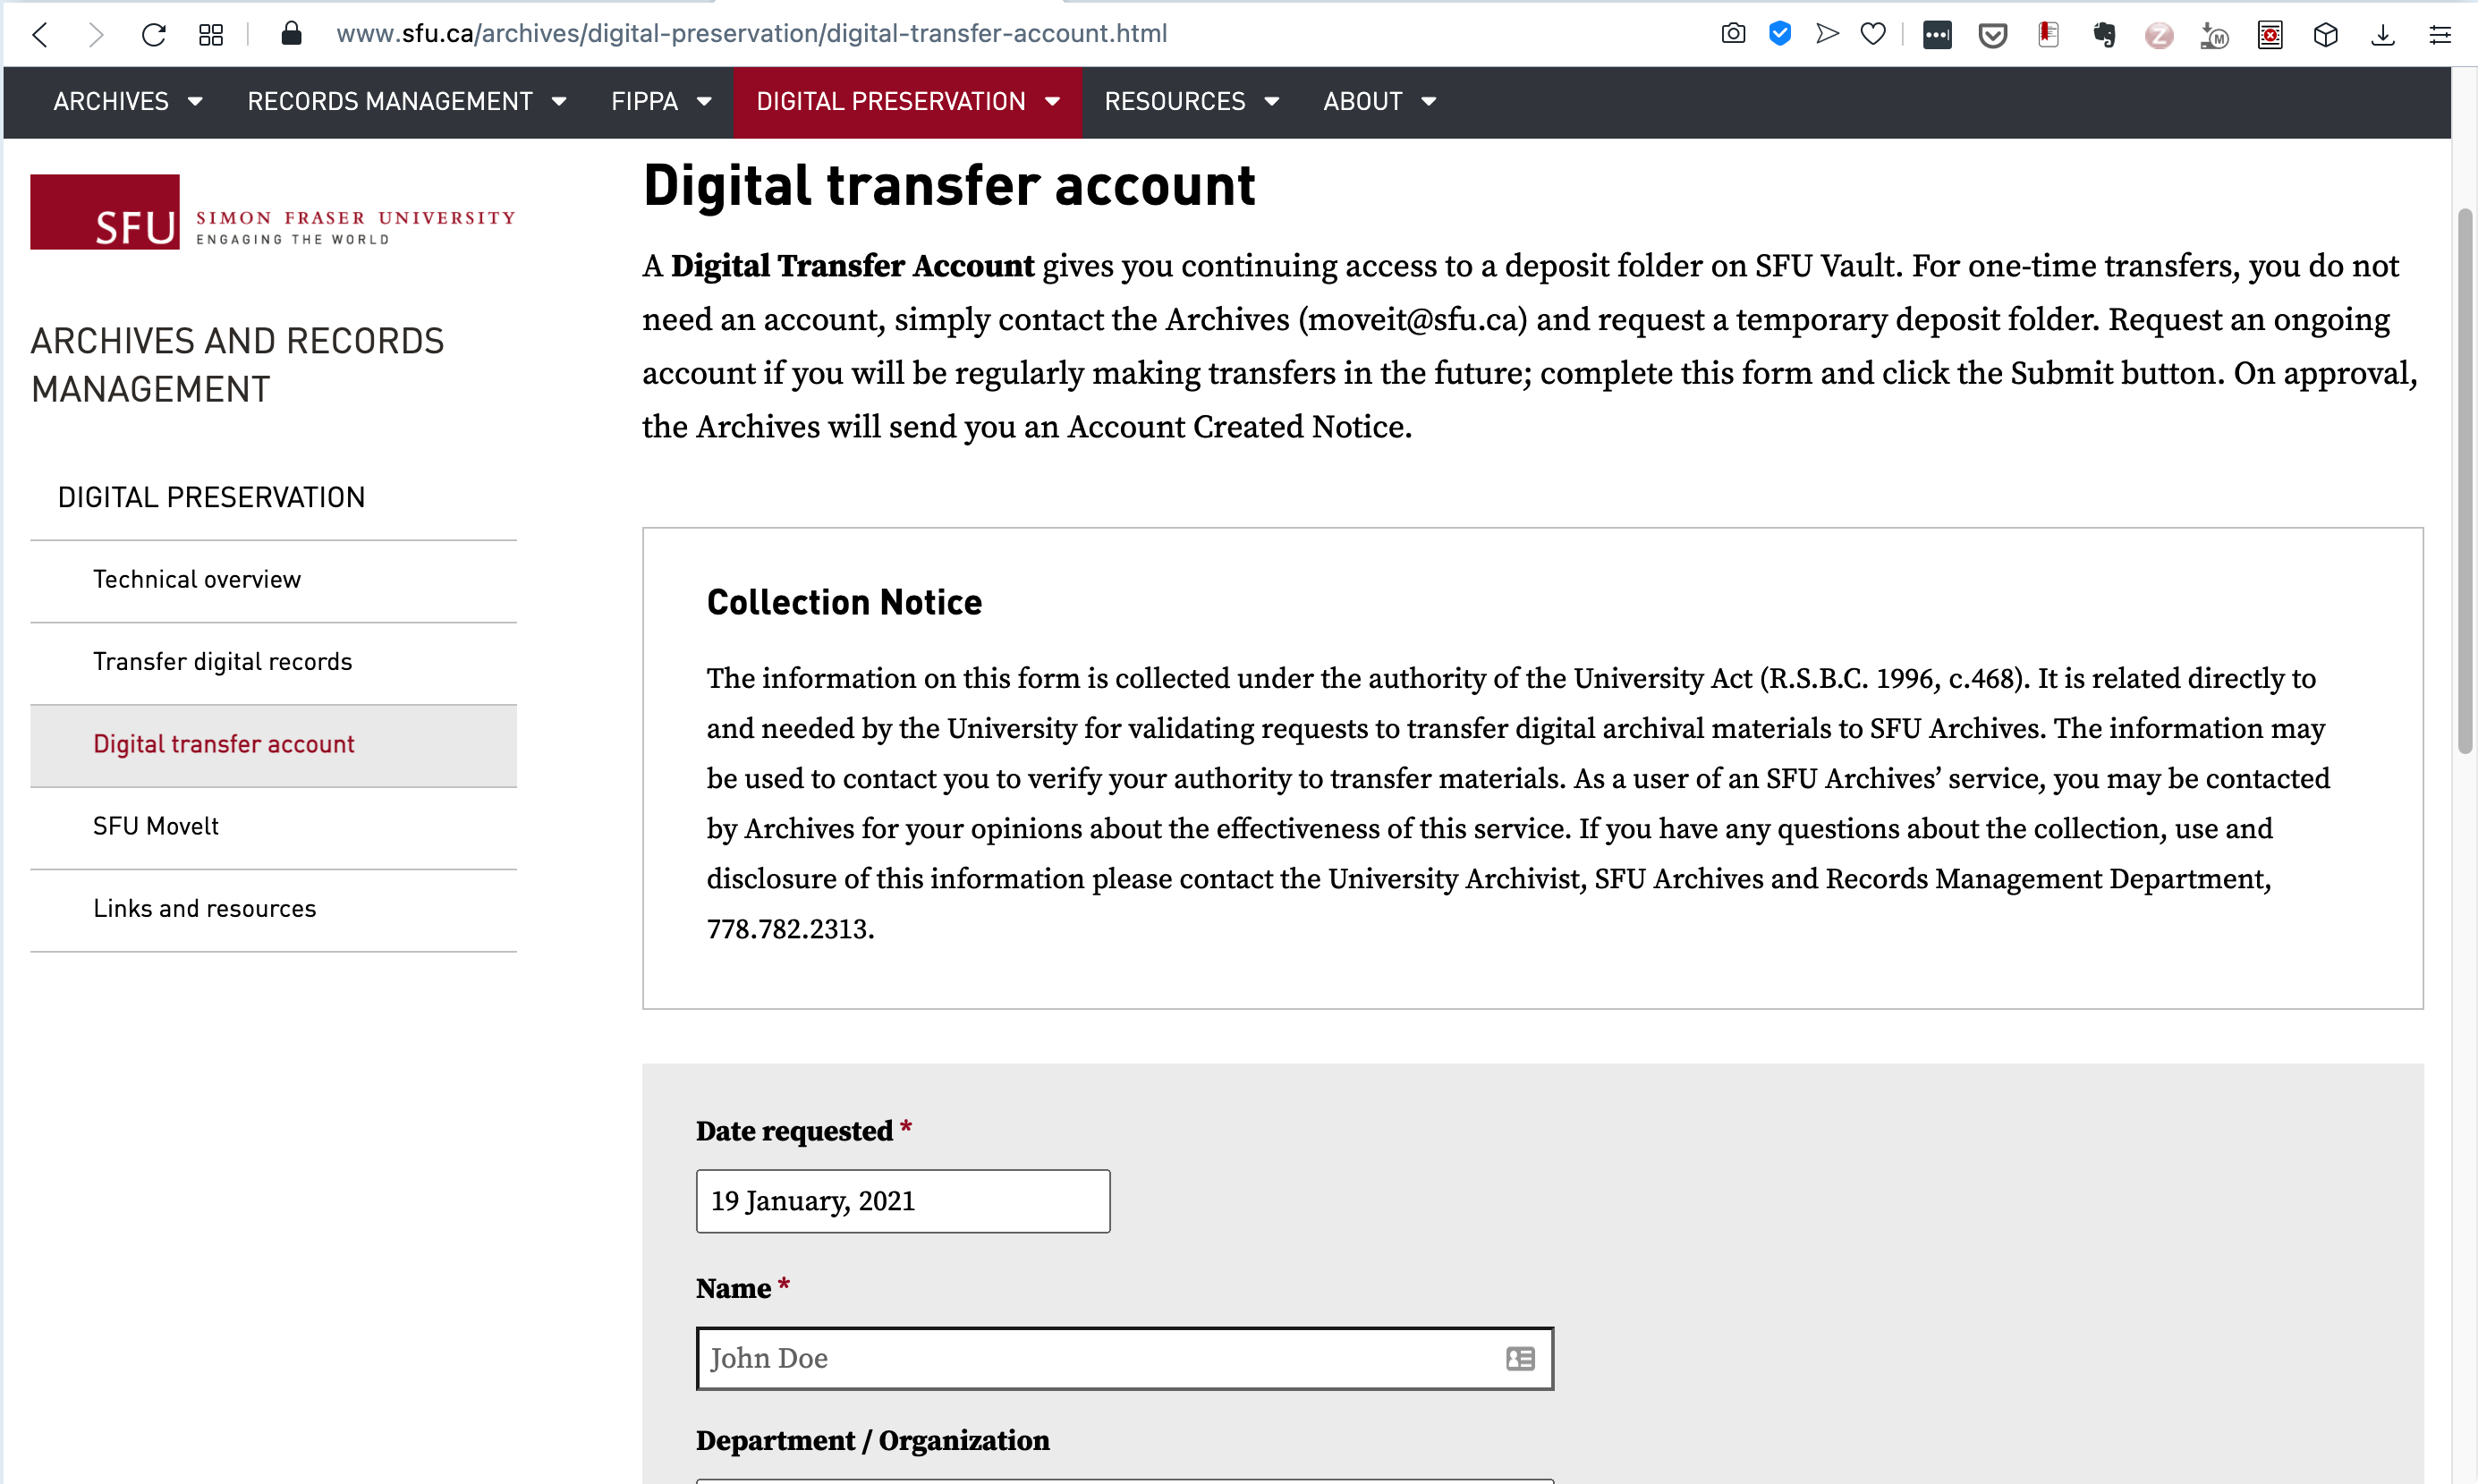 www.sfu.ca/archives/digital-preservation/digital-transfer-account.html
ARCHIVES RECORDS MANAGEMENT FIPPA DIGITAL PRESERVATION RESOURCES ABOUT
SFU SIMON FRASER UNIVERSITY
ENGAGING THE WORLD
ARCHIVES AND RECORDS
MANAGEMENT
DIGITAL PRESERVATION
Technical overview
Transfer digital records
Digital transfer account
SFU MoveIt
Links and resources
Digital transfer account
A Digital Transfer Account gives you continuing access to a deposit folder on SFU Vault. For one-time transfers, you do not
need an account, simply contact the Archives (moveit@sfu.ca) and request a temporary deposit folder. Request an ongoing
account if you will be regularly making transfers in the future; complete this form and click the Submit button. On approval,
the Archives will send you an Account Created Notice.
Collection Notice
The information on this form is collected under the authority of the University Act (R.S.B.C. 1996, c.468). It is related directly to
and needed by the University for validating requests to transfer digital archival materials to SFU Archives. The information may
be used to contact you to verify your authority to transfer materials. As a user of an SFU Archives’ service, you may be contacted
by Archives for your opinions about the effectiveness of this service. If you have any questions about the collection, use and
disclosure of this information please contact the University Archivist, SFU Archives and Records Management Department,
778.782.2313.
Date requested *
19 January, 2021
Name *
John Doe
Department / Organization